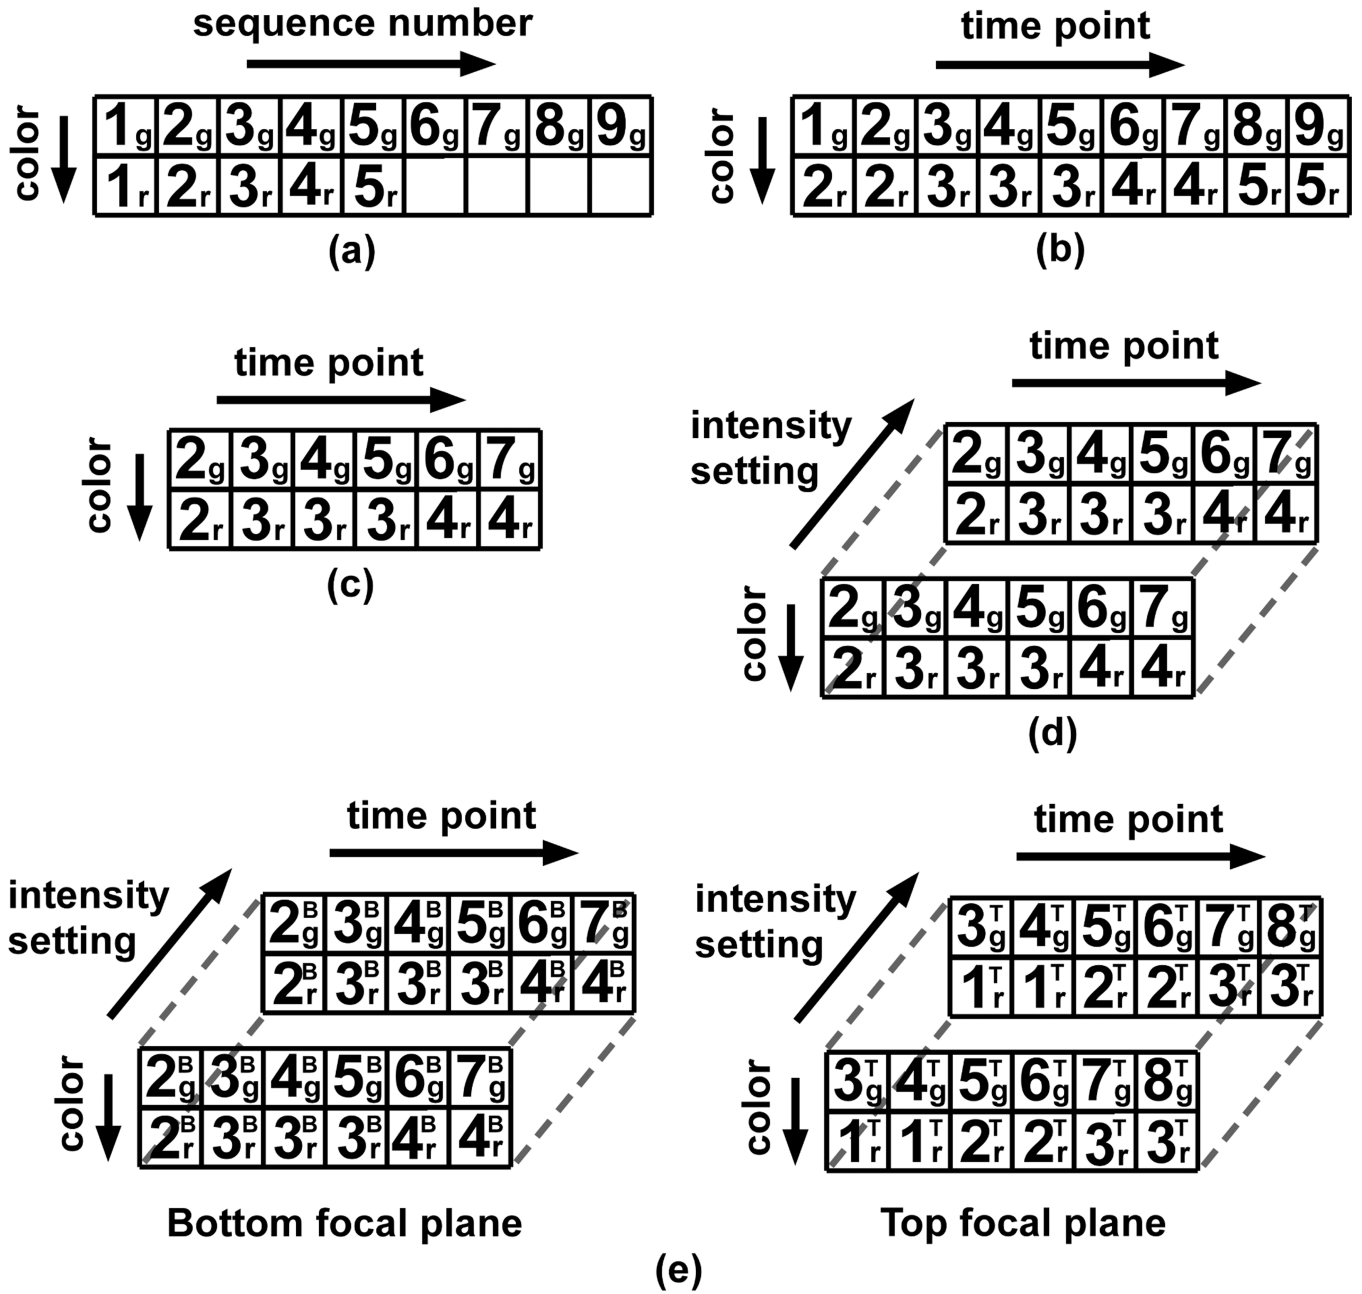 sequence number
color
1g 2g 3g 4g 5g 6g 7g 8g 9g
1r 2r 3r 4r 5r
(a)
time point
color
1g 2g 3g 4g 5g 6g 7g 8g 9g
2r 2r 3r 3r 3r 4r 4r 5r 5r
(b)
time point
color
2g 3g 4g 5g 6g 7g
2r 3r 3r 3r 4r 4r
(c)
time point
intensity
setting
2g 3g 4g 5g 6g 7g
2r 3r 3r 3r 4r 4r
color
2g 3g 4g 5g 6g 7g
2r 3r 3r 3r 4r 4r
(d)
time point
intensity
setting
2Bg 3Bg 4Bg 5Bg 6Bg 7Bg
2Br 3Br 3Br 3Br 4Br 4Br
color
2Bg 3Bg 4Bg 5Bg 6Bg 7Bg
2Br 3Br 3Br 3Br 4Br 4Br
Bottom focal plane
time point
intensity
setting
3Tg 4Tg 5Tg 6Tg 7Tg 8Tg
1Tr 1Tr 2Tr 2Tr 3Tr 3Tr
color
3Tg 4Tg 5Tg 6Tg 7Tg 8Tg
1Tr 1Tr 2Tr 2Tr 3Tr 3Tr
Top focal plane
(e)